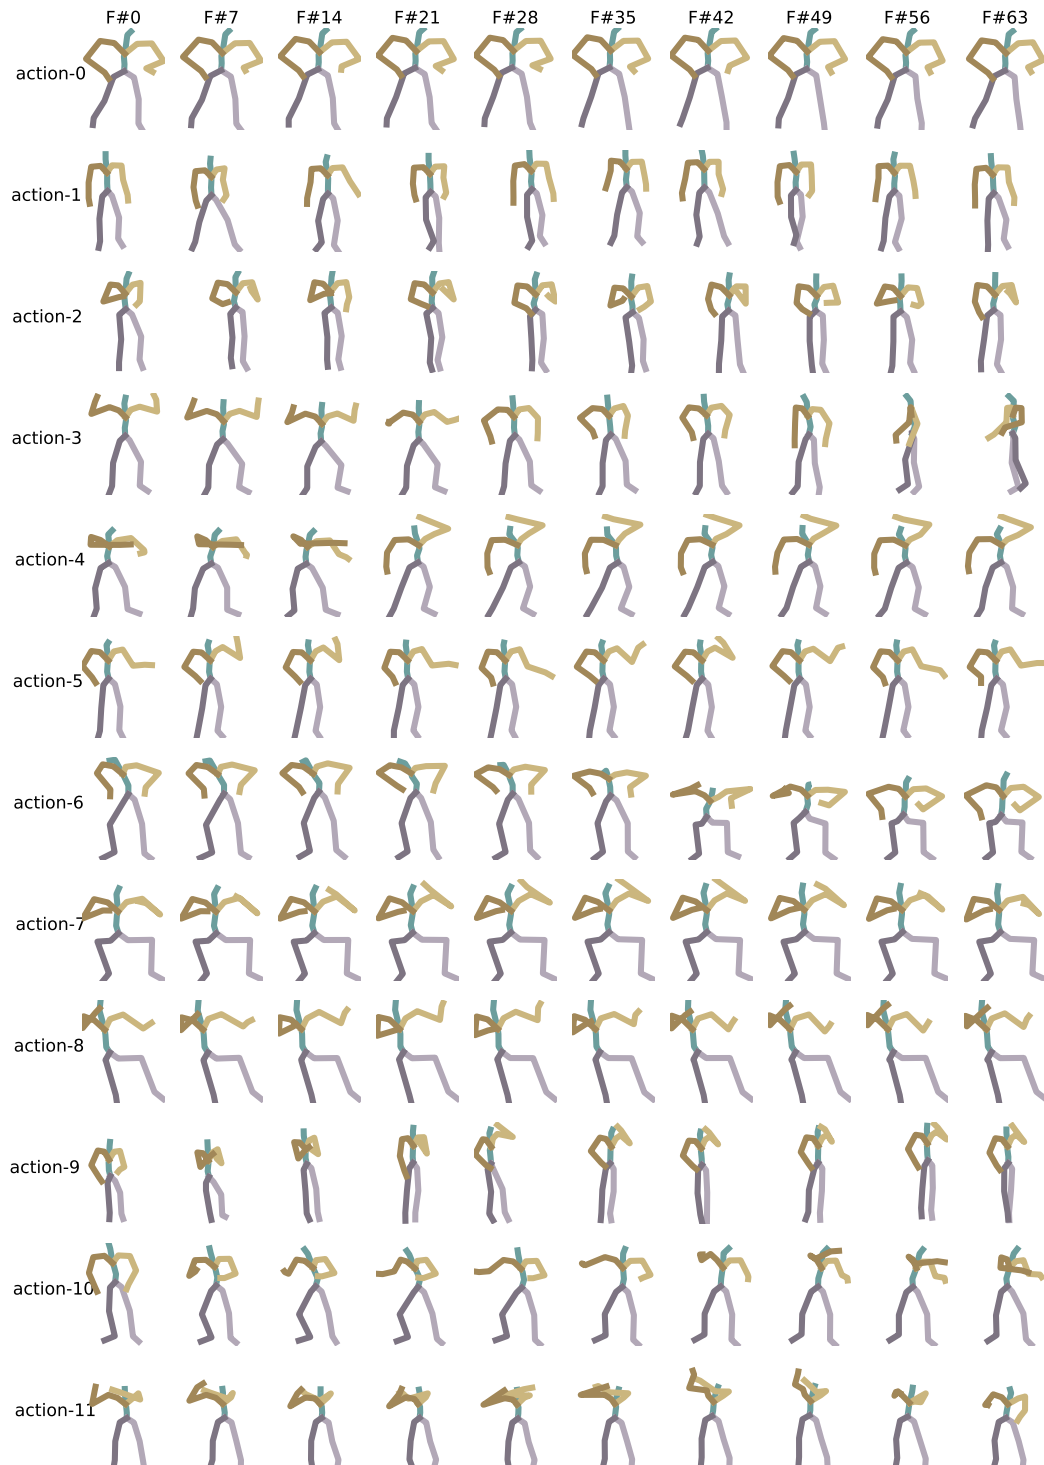 F#0 F#7 F#14 F#21 F#28 F#35 F#42 F#49 F#56 F#63
action-0
action-1
action-2
action-3
action-4
action-5
action-6
action-7
action-8
action-9
action-10
action-11